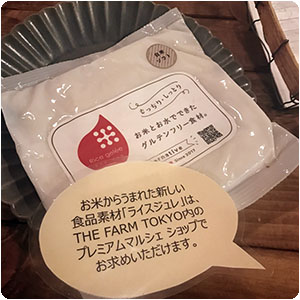 もっちり・しっとり
Rice gelée
お米とお水でできた
グルテンフリー食材。
Since 2017
お米からうまれた新しい
食品素材「ライスジュレ」は、
THE FARM TOKYO内の
プレミアムマルシェ ショップで
お求めいただけます。